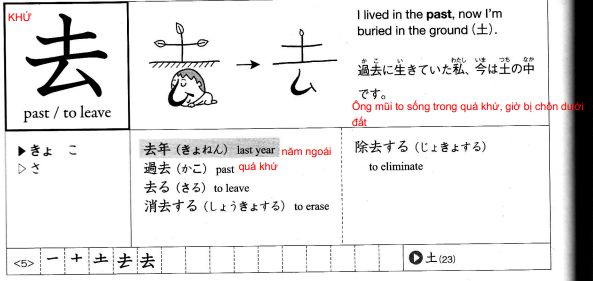 KHỨ
去
past / to leave
I lived in the past, now I'm
buried in the ground (土).
過去に生きていた私、今は土の中
かこ い わたし いま つち なか
です。
Ông mũi to sống trong quá khứ, giờ bị chôn dưới
đất
▶きょ こ
▷さ
去年 (きょねん) last year năm ngoái
過去 (かこ) past quá khứ
去る (さる) to leave
消去する (しょうきょする) to erase
除去する (じょきょする)
to eliminate
<5> 一 十 土 去 去
土 (23)